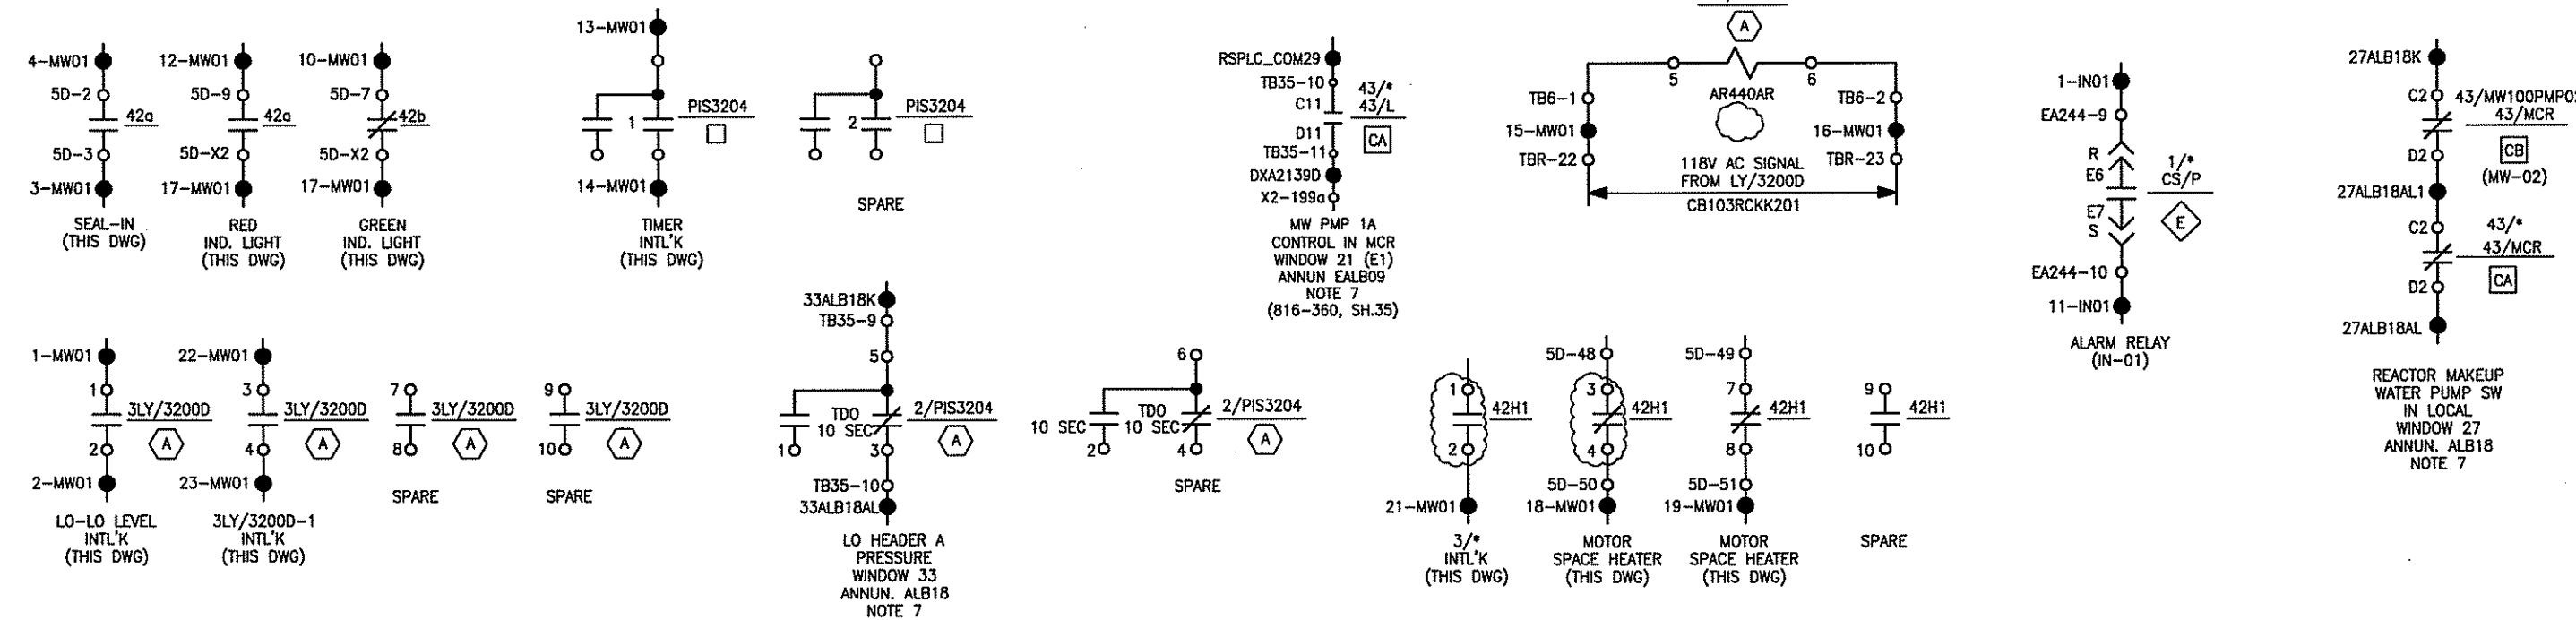 4-MW01
5D-2
42a
5D-3
3-MW01
SEAL-IN
(THIS DWG)
12-MW01
5D-9
42a
5D-X2
17-MW01
RED
IND. LIGHT
(THIS DWG)
10-MW01
5D-7
42b
5D-X2
17-MW01
GREEN
IND. LIGHT
(THIS DWG)
13-MW01
1
PIS3204
14-MW01
TIMER
INTL'K
(THIS DWG)
2
PIS3204
SPARE
RSPLC_COM29
TB35-10
C11
43/*
43/L
CA
D11
TB35-11
DXA2139D
X2-199a
MW PMP 1A
CONTROL IN MCR
WINDOW 21 (E1)
ANNUN EALB09
NOTE 7
(816-360, SH.35)
A
5
6
AR440AR
TB6-1
TB6-2
15-MW01
16-MW01
TBR-22
TBR-23
118V AC SIGNAL
FROM LY/3200D
CB103RCKK201
1-IN01
EA244-9
R
E6
1/*
CS/P
E
E7
S
EA244-10
11-IN01
ALARM RELAY
(IN-01)
27ALB18K
C2
43/MCR
CB
D2
(MW-02)
27ALB18AL1
C2
43/*
43/MCR
CA
D2
27ALB18AL
REACTOR MAKEUP
WATER PUMP SW
IN LOCAL
WINDOW 27
ANNUN. ALB18
NOTE 7
1-MW01
1
3LY/3200D
A
2
2-MW01
LO-LO LEVEL
INTL'K
(THIS DWG)
22-MW01
3
3LY/3200D
A
4
23-MW01
3LY/3200D-1
INTL'K
(THIS DWG)
7
3LY/3200D
A
8
SPARE
9
3LY/3200D
A
10
SPARE
33ALB18K
TB35-9
5
TDO
10 SEC
2/PIS3204
A
1
3
TB35-10
33ALB18AL
LO HEADER A
PRESSURE
WINDOW 33
ANNUN. ALB18
NOTE 7
6
10 SEC
TDO
10 SEC
2/PIS3204
A
2
4
SPARE
1
42H1
2
21-MW01
3/*
INTL'K
(THIS DWG)
5D-48
3
42H1
4
5D-50
18-MW01
MOTOR
SPACE HEATER
(THIS DWG)
5D-49
7
42H1
8
5D-51
19-MW01
MOTOR
SPACE HEATER
(THIS DWG)
9
42H1
10
SPARE